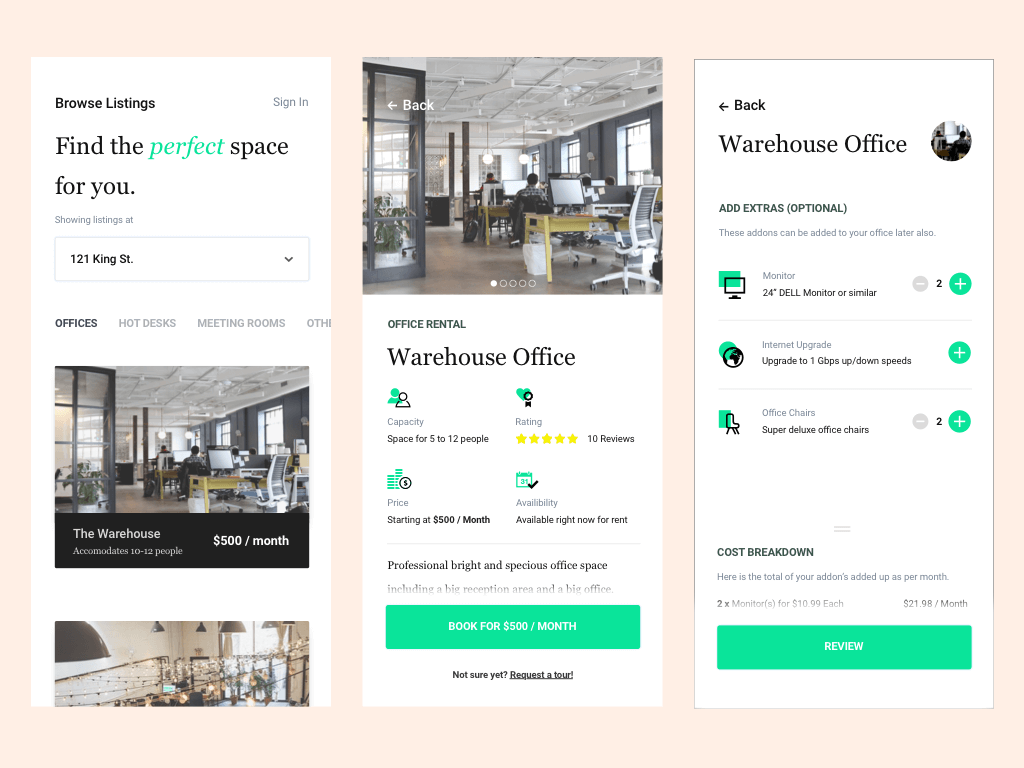 Browse Listings
Sign In
Find the perfect space
for you.
Showing listings at
121 King St.
OFFICES
HOT DESKS
MEETING ROOMS
OTHE
The Warehouse
Accomodates 10-12 people
$500 / month
Back
OFFICE RENTAL
Warehouse Office
Capacity
Space for 5 to 12 people
Rating
10 Reviews
Price
Starting at $500 / Month
31
Availibility
Available right now for rent
Professional bright and specious office space
including a big reception area and a big office.
BOOK FOR $500 / MONTH
Not sure yet? Request a tour!
Back
Warehouse Office
ADD EXTRAS (OPTIONAL)
These addons can be added to your office later also.
Monitor
24” DELL Monitor or similar
2
Internet Upgrade
Upgrade to 1 Gbps up/down speeds
Office Chairs
Super deluxe office chairs
2
COST BREAKDOWN
Here is the total of your addon's added up as per month.
2 x Monitor(s) for $10.99 Each
$21.98 / Month
REVIEW